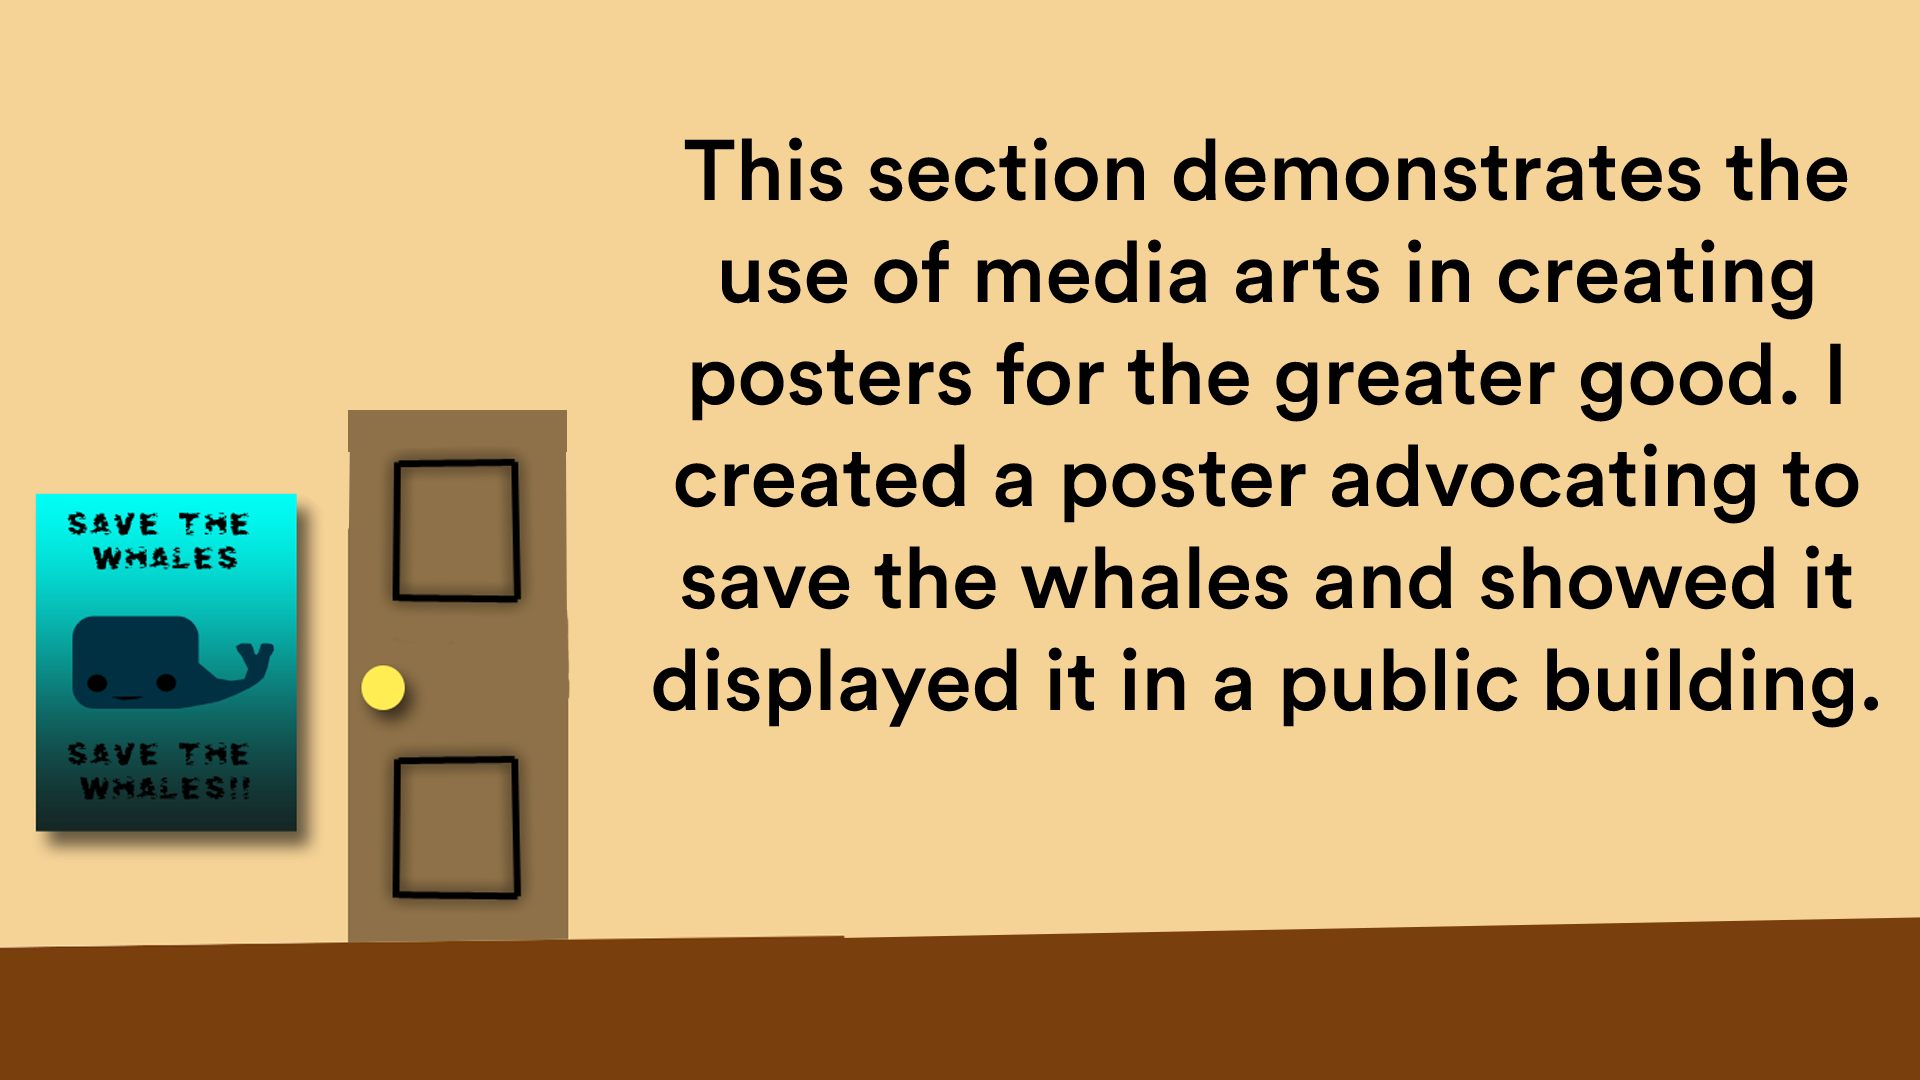 SAVE THE
WHALES
SAVE THE
WHALES!!
This section demonstrates the
use of media arts in creating
posters for the greater good. I
created a poster advocating to
save the whales and showed it
displayed it in a public building.